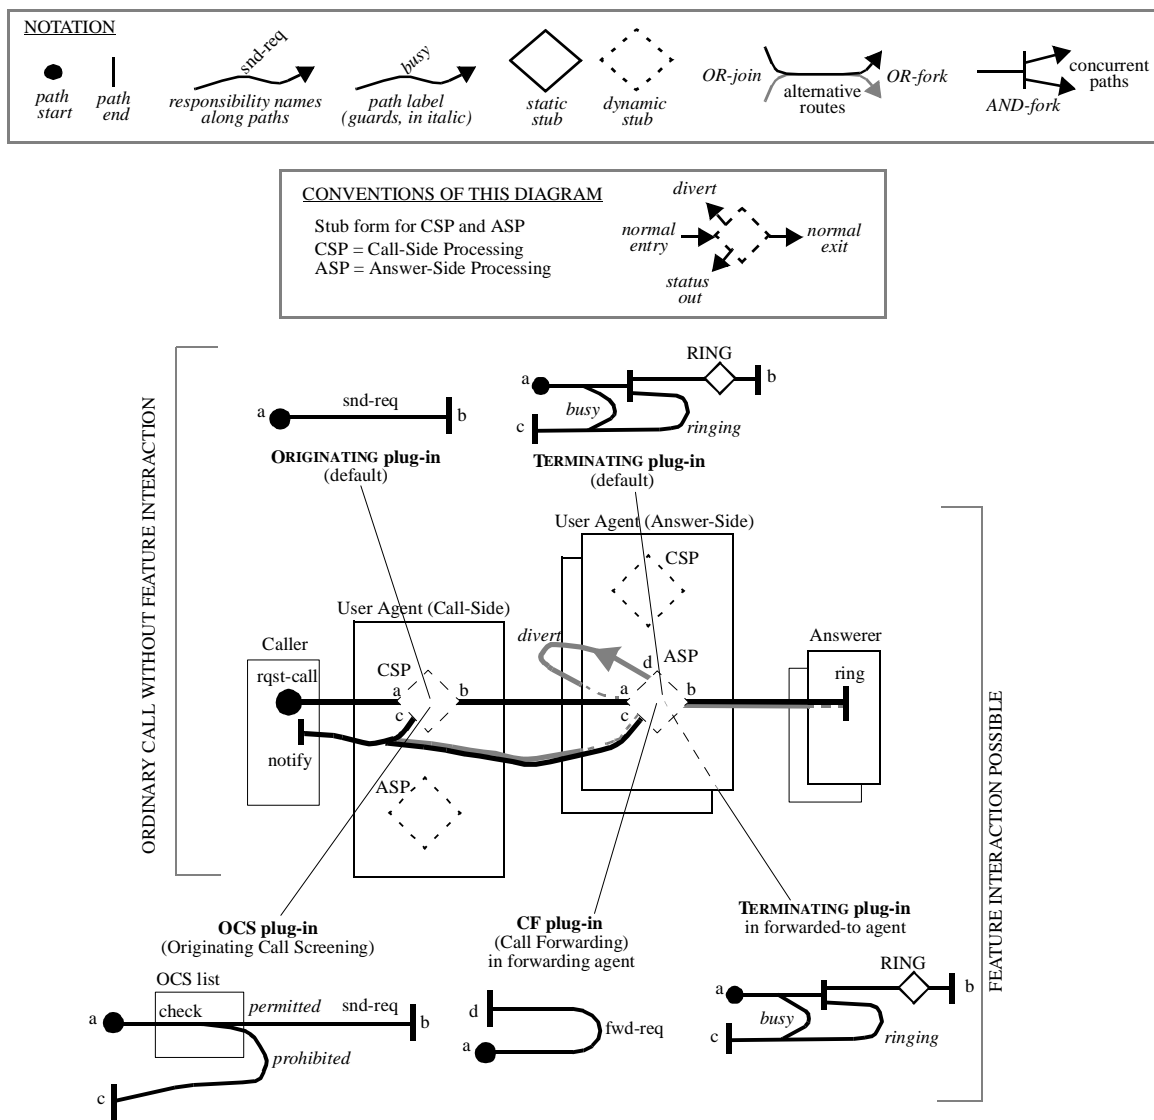 NOTATION
path
start
path
end
snd-req
responsibility names
along paths
busy
path label
(guards, in italic)
static
stub
dynamic
stub
OR-join
alternative
routes
OR-fork
AND-fork
concurrent
paths
CONVENTIONS OF THIS DIAGRAM
Stub form for CSP and ASP
CSP = Call-Side Processing
ASP = Answer-Side Processing
divert
normal
entry
normal
exit
status
out
ORDINARY CALL WITHOUT FEATURE INTERACTION
a
snd-req
b
ORIGINATING plug-in
(default)
a
RING
b
busy
c
ringing
TERMINATING plug-in
(default)
User Agent (Answer-Side)
CSP
User Agent (Call-Side)
divert
d
ASP
Caller
rqst-call
CSP
a
b
c
a
b
c
Answerer
ring
notify
ASP
FEATURE INTERACTION POSSIBLE
OCS plug-in
(Originating Call Screening)
CF plug-in
(Call Forwarding)
in forwarding agent
TERMINATING plug-in
in forwarded-to agent
OCS list
a
check
permitted
snd-req
b
prohibited
c
d
fwd-req
a
RING
a
b
busy
c
ringing